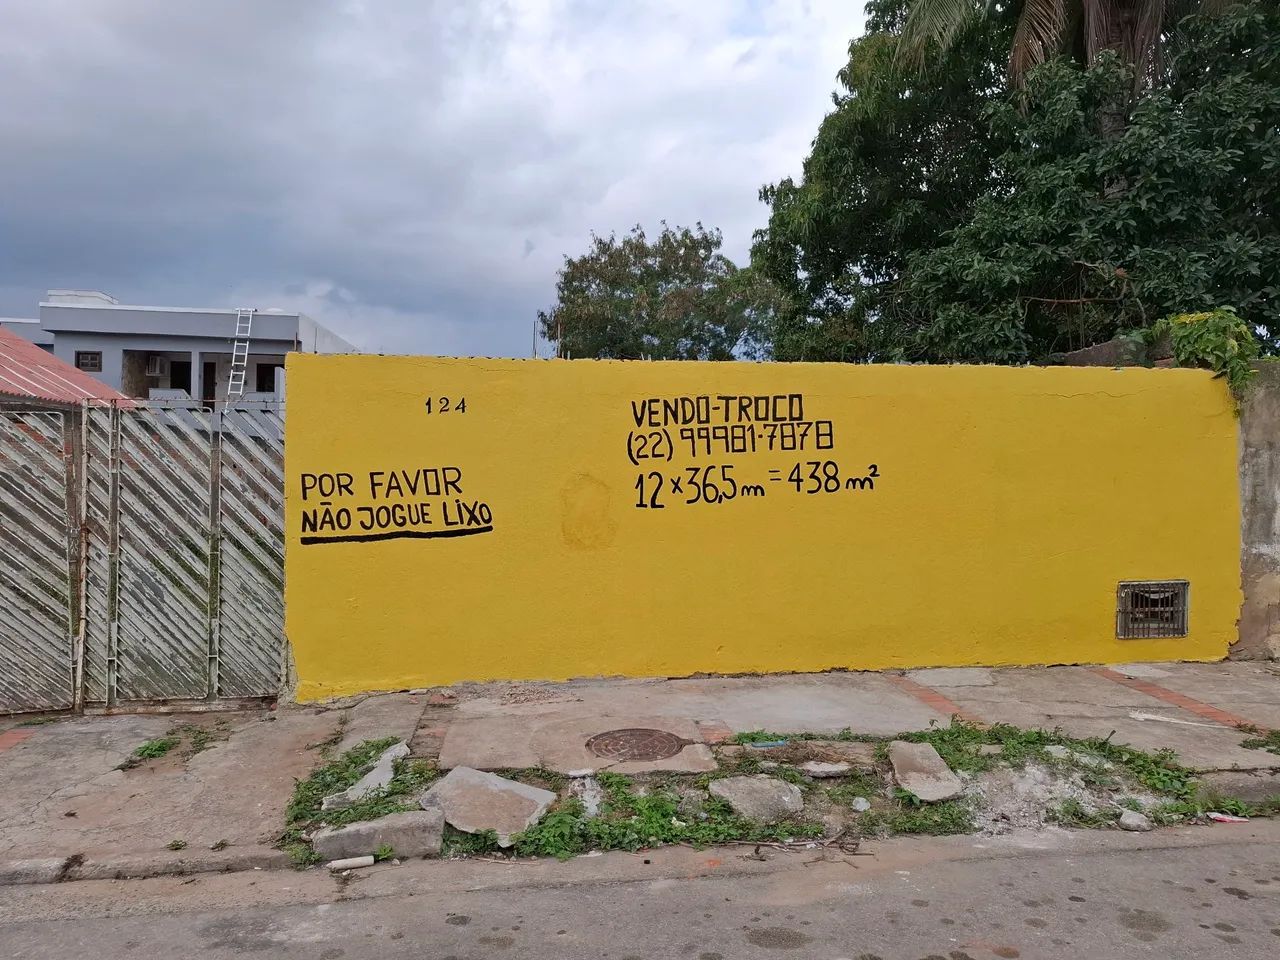 124
VENDO-TROCO
(22) 99981-7878
12 x 36,5 m = 438 m²
POR FAVOR
NÃO JOGUE LIXO